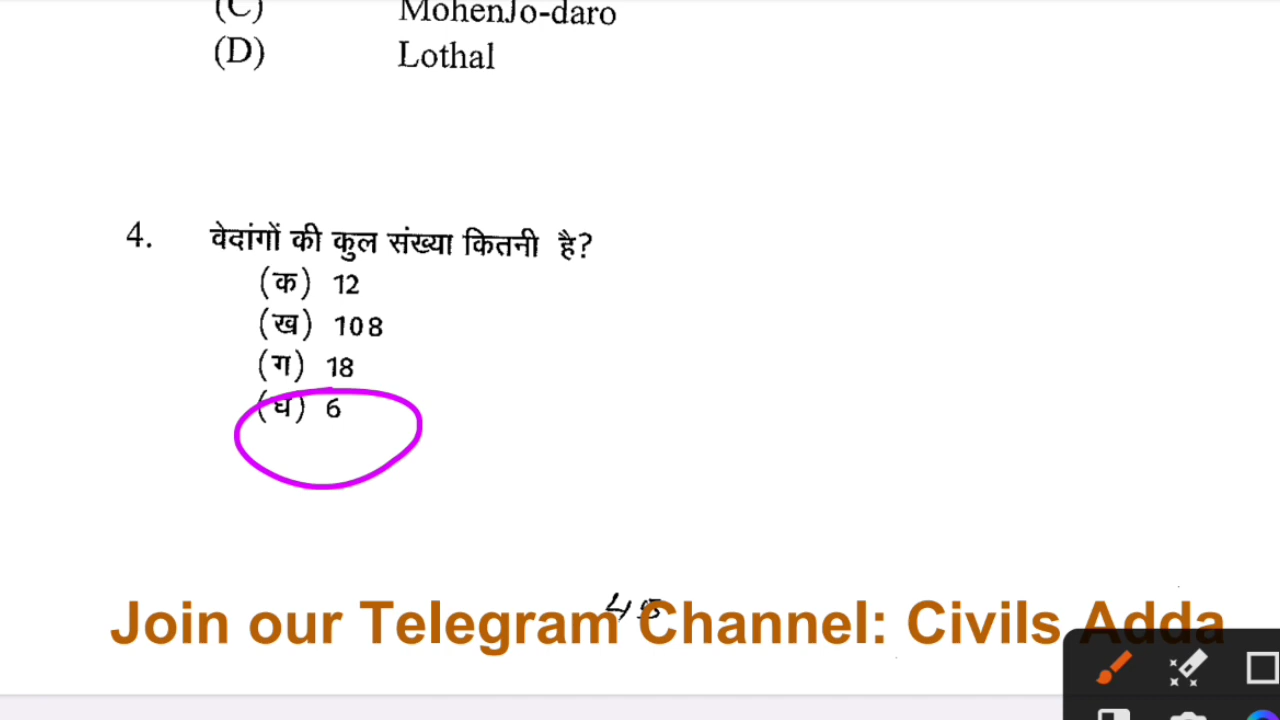 (C) MohenJo-daro
(D) Lothal
4. वेदांगों की कुल संख्या कितनी है?
(क) 12
(ख) 108
(ग) 18
(घ) 6
Join our Telegram Channel: Civils Adda